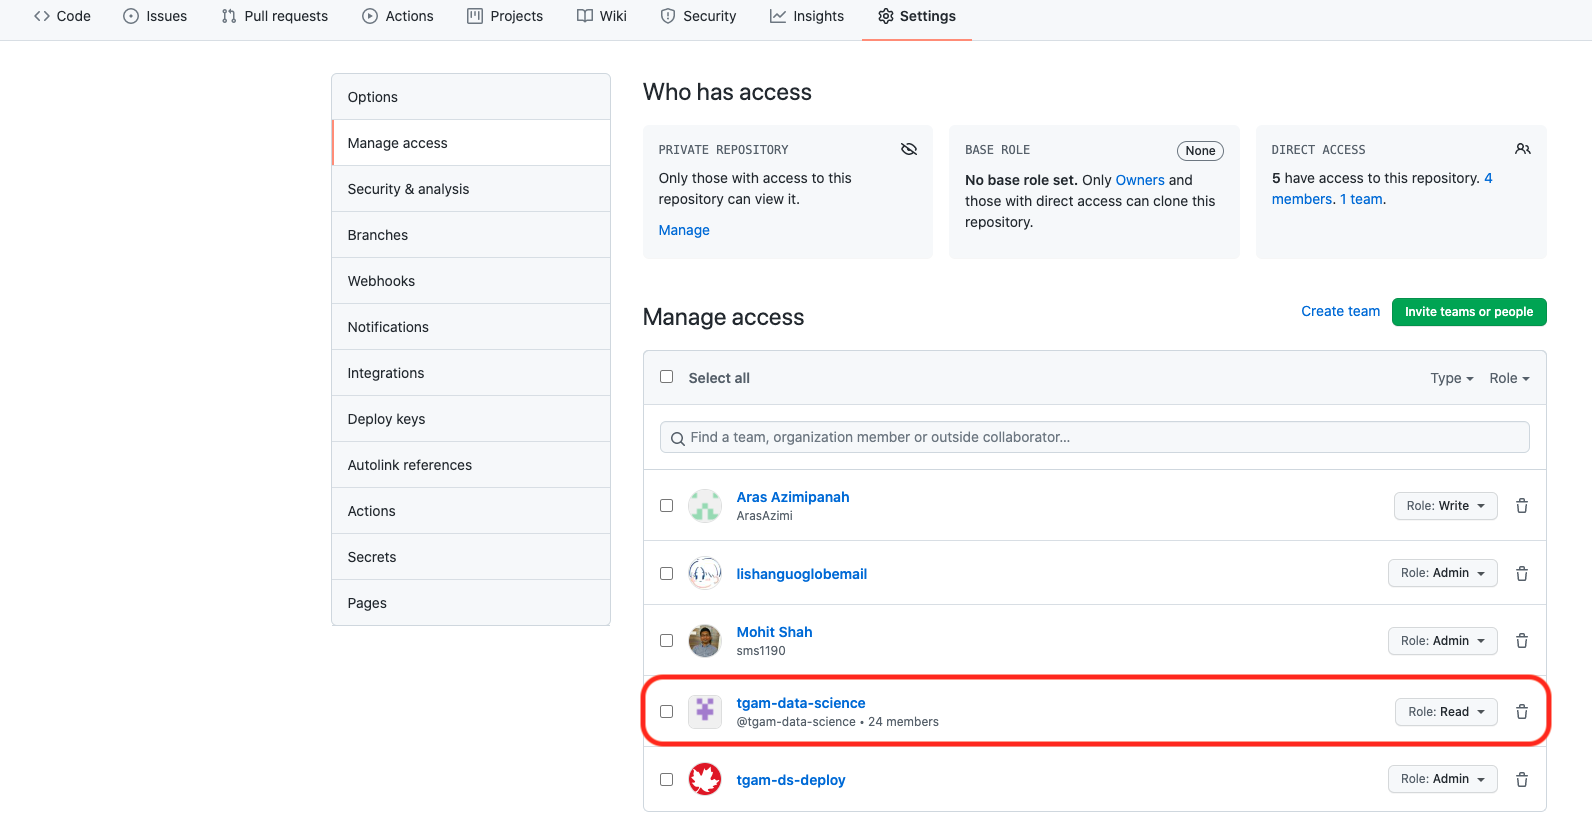 Code Issues Pull requests Actions Projects Wiki Security Insights Settings
Options
Manage access
Security & analysis
Branches
Webhooks
Notifications
Integrations
Deploy keys
Autolink references
Actions
Secrets
Pages
Who has access
PRIVATE REPOSITORY
Only those with access to this
repository can view it.
Manage
BASE ROLE None
No base role set. Only Owners and
those with direct access can clone this
repository.
DIRECT ACCESS
5 have access to this repository. 4
members. 1 team.
Manage access
Create team Invite teams or people
Select all Type Role
Find a team, organization member or outside collaborator...
Aras Azimipanah
ArasAzimi
Role: Write
lishanguoglobemail
Role: Admin
Mohit Shah
sms1190
Role: Admin
tgam-data-science
@tgam-data-science • 24 members
Role: Read
tgam-ds-deploy
Role: Admin